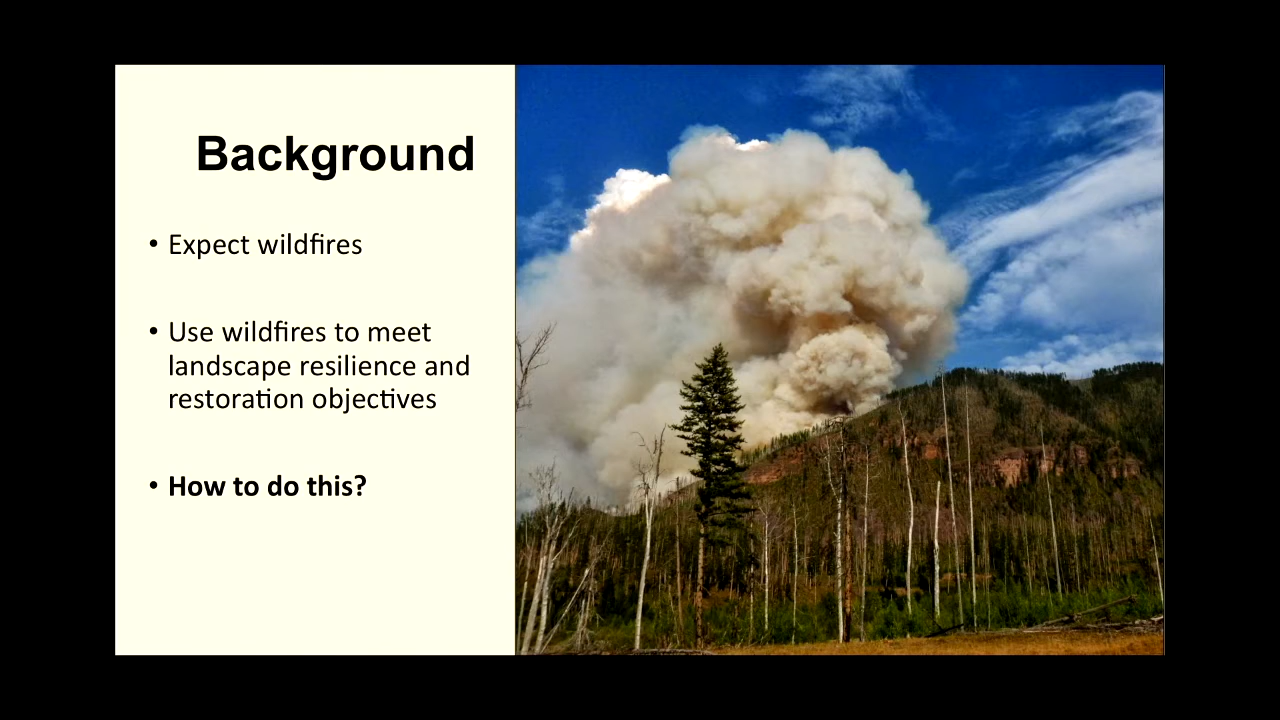 Background
• Expect wildfires
• Use wildfires to meet
landscape resilience and
restoration objectives
• How to do this?